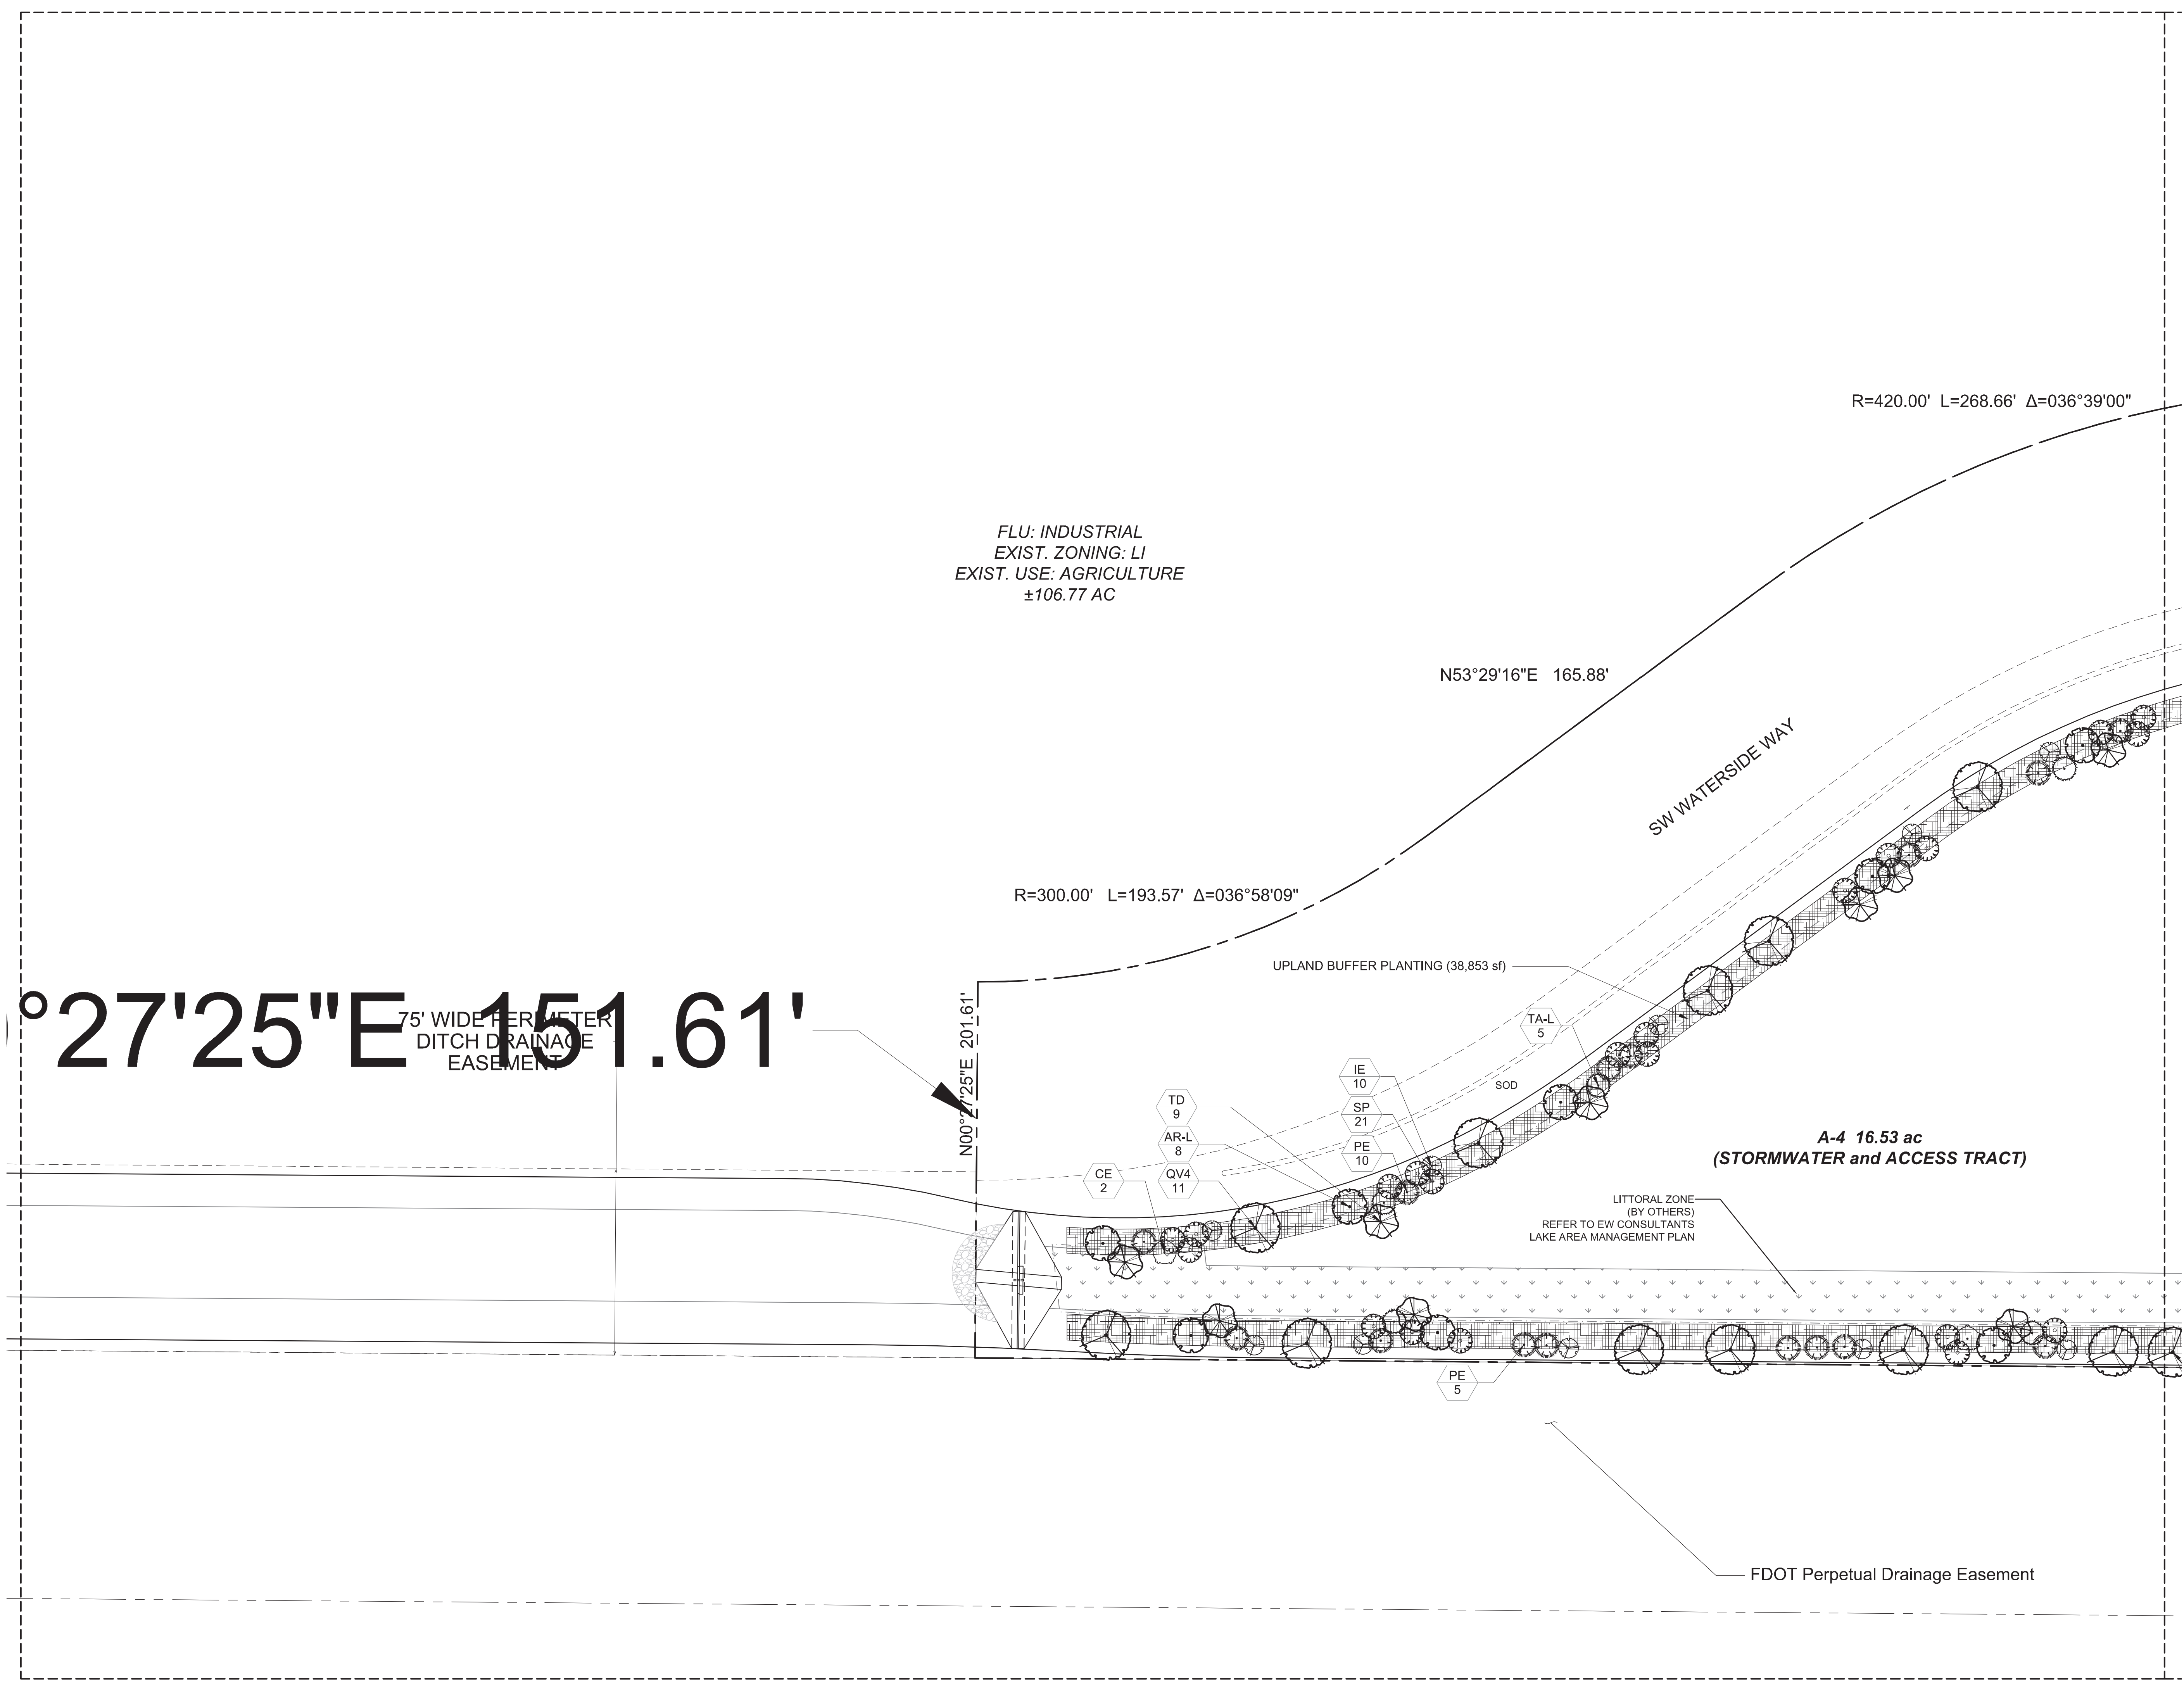 R=420.00' L=268.66' Δ=036°39'00"
FLU: INDUSTRIAL
EXIST. ZONING: LI
EXIST. USE: AGRICULTURE
±106.77 AC
N53°29'16"E 165.88'
SW WATERSIDE WAY
R=300.00' L=193.57' Δ=036°58'09"
UPLAND BUFFER PLANTING (38,853 sf)
°27'25"E 151.61'
75' WIDE PERIMETER
DITCH DRAINAGE
EASEMENT
N00°27'25"E 201.61'
TA-L
5
IE
10
SOD
TD
9
SP
21
AR-L
8
PE
10
CE
2
QV4
11
A-4 16.53 ac
(STORMWATER and ACCESS TRACT)
LITTORAL ZONE
(BY OTHERS)
REFER TO EW CONSULTANTS
LAKE AREA MANAGEMENT PLAN
PE
5
FDOT Perpetual Drainage Easement